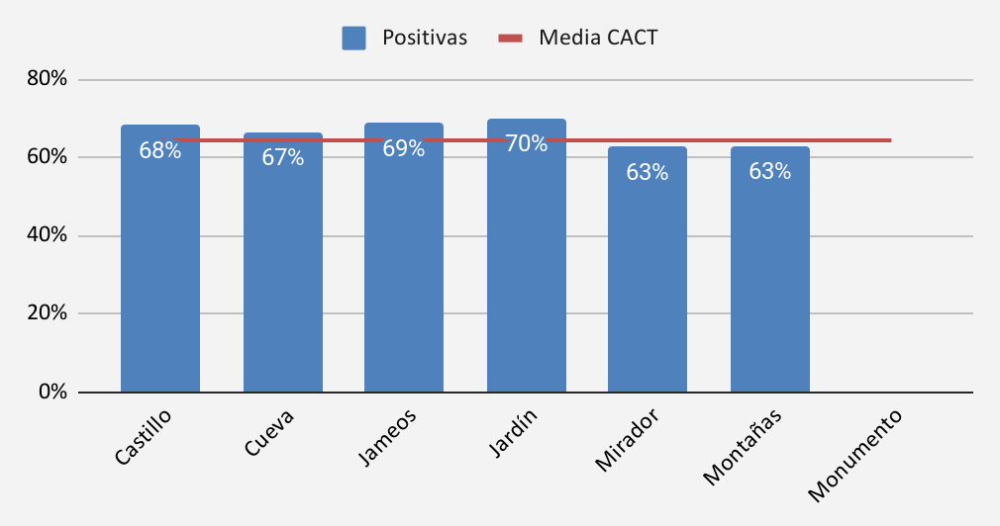 Positivas Media CACT
80%
60%
40%
20%
0%
68% 67% 69% 70% 63% 63%
Castillo Cueva Jameos Jardín Mirador Montañas Monumento